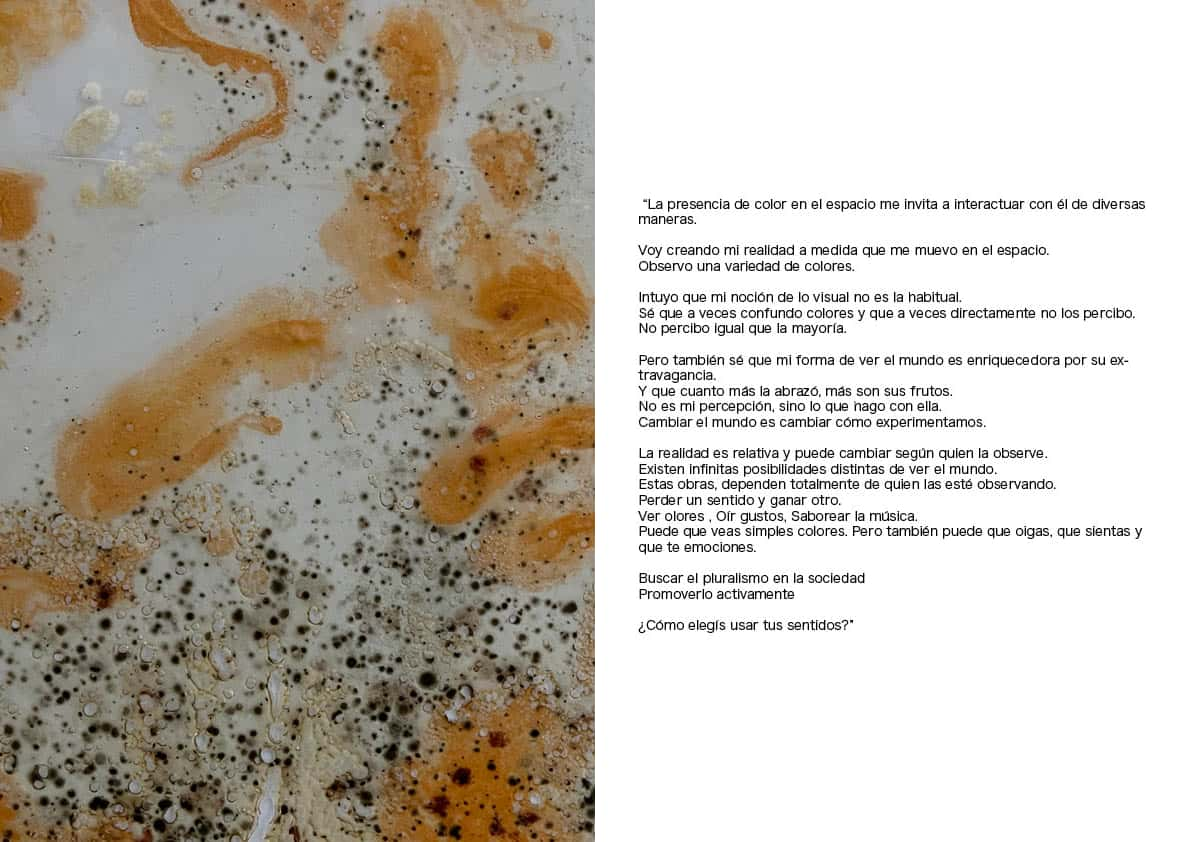 “La presencia de color en el espacio me invita a interactuar con él de diversas
maneras.
Voy creando mi realidad a medida que me muevo en el espacio.
Observo una variedad de colores.
Intuyo que mi noción de lo visual no es la habitual.
Sé que a veces confundo colores y que a veces directamente no los percibo.
No percibo igual que la mayoría.
Pero también sé que mi forma de ver el mundo es enriquecedora por su ex-
travagancia.
Y que cuanto más la abrazó, más son sus frutos.
No es mi percepción, sino lo que hago con ella.
Cambiar el mundo es cambiar cómo experimentamos.
La realidad es relativa y puede cambiar según quien la observe.
Existen infinitas posibilidades distintas de ver el mundo.
Estas obras, dependen totalmente de quien las esté observando.
Perder un sentido y ganar otro.
Ver olores , Oír gustos, Saborear la música.
Puede que veas simples colores. Pero también puede que oigas, que sientas y
que te emociones.
Buscar el pluralismo en la sociedad
Promoverlo activamente
¿Cómo elegís usar tus sentidos?”